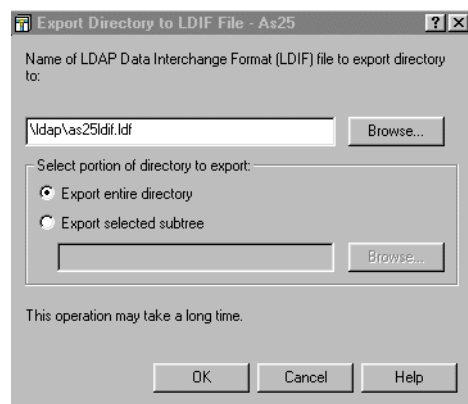 Export Directory to LDIF File - As25
Name of LDAP Data Interchange Format (LDIF) file to export directory
to:
\ldap\as25ldif.ldf
Browse...
Select portion of directory to export:
Export entire directory
Export selected subtree
Browse...
This operation may take a long time.
OK Cancel Help